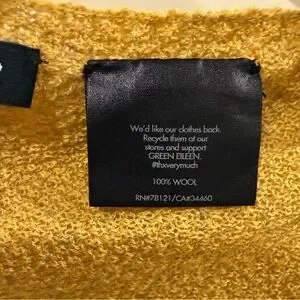 We'd like our clothes back.
Recycle them at our
stores and support
GREEN EILEEN.
#thxverymuch
100% WOOL
RN#78121/CA#34460